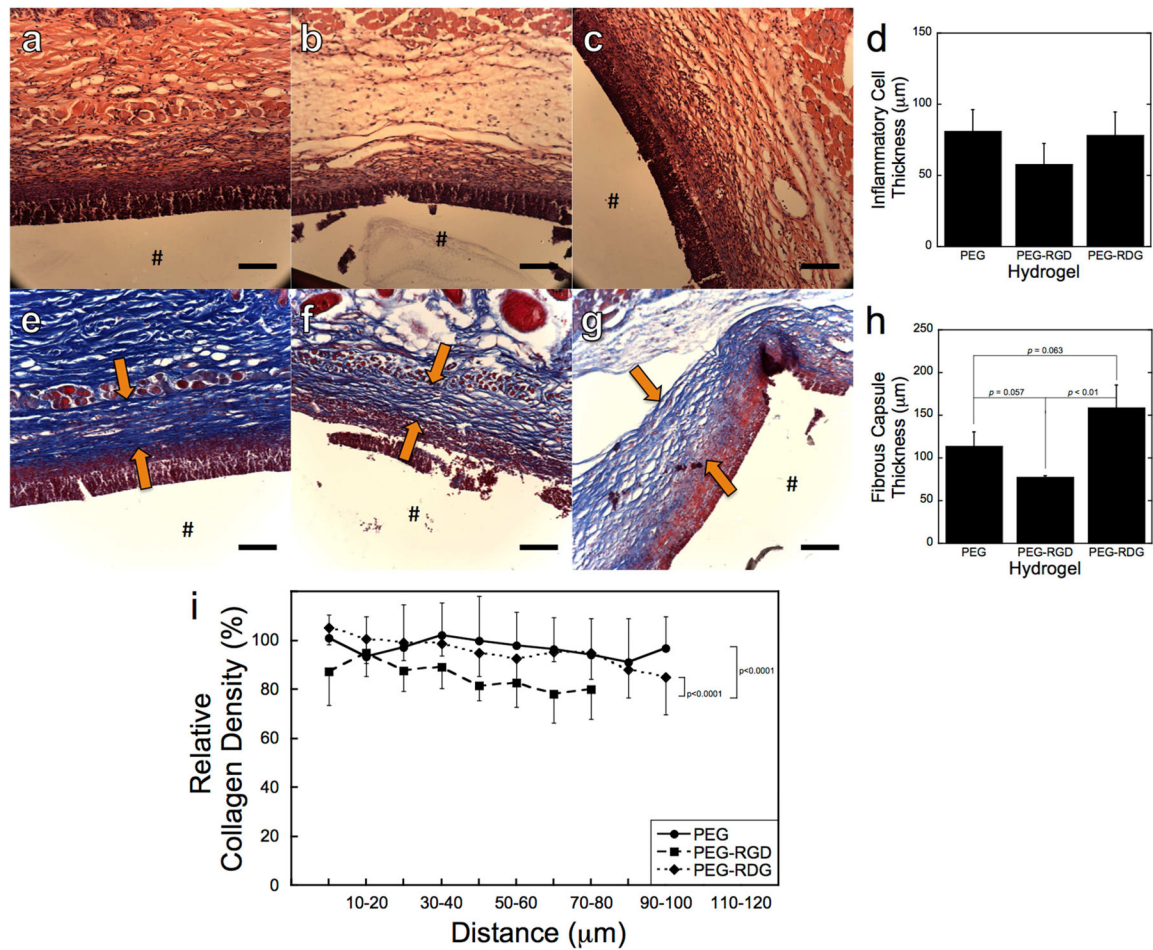 a
b
c
d
150
100
50
0
Inflammatory Cell
Thickness (μm)
PEG PEG-RGD PEG-RDG
Hydrogel
#
#
#
e
f
g
h
250
200
150
100
50
0
Fibrous Capsule
Thickness (μm)
p = 0.063
p = 0.057 p < 0.01
PEG PEG-RGD PEG-RDG
Hydrogel
#
#
#
i
100
80
60
40
20
0
Relative
Collagen Density (%)
p<0.0001
p<0.0001
PEG
PEG-RGD
PEG-RDG
10-20 30-40 50-60 70-80 90-100 110-120
Distance (μm)